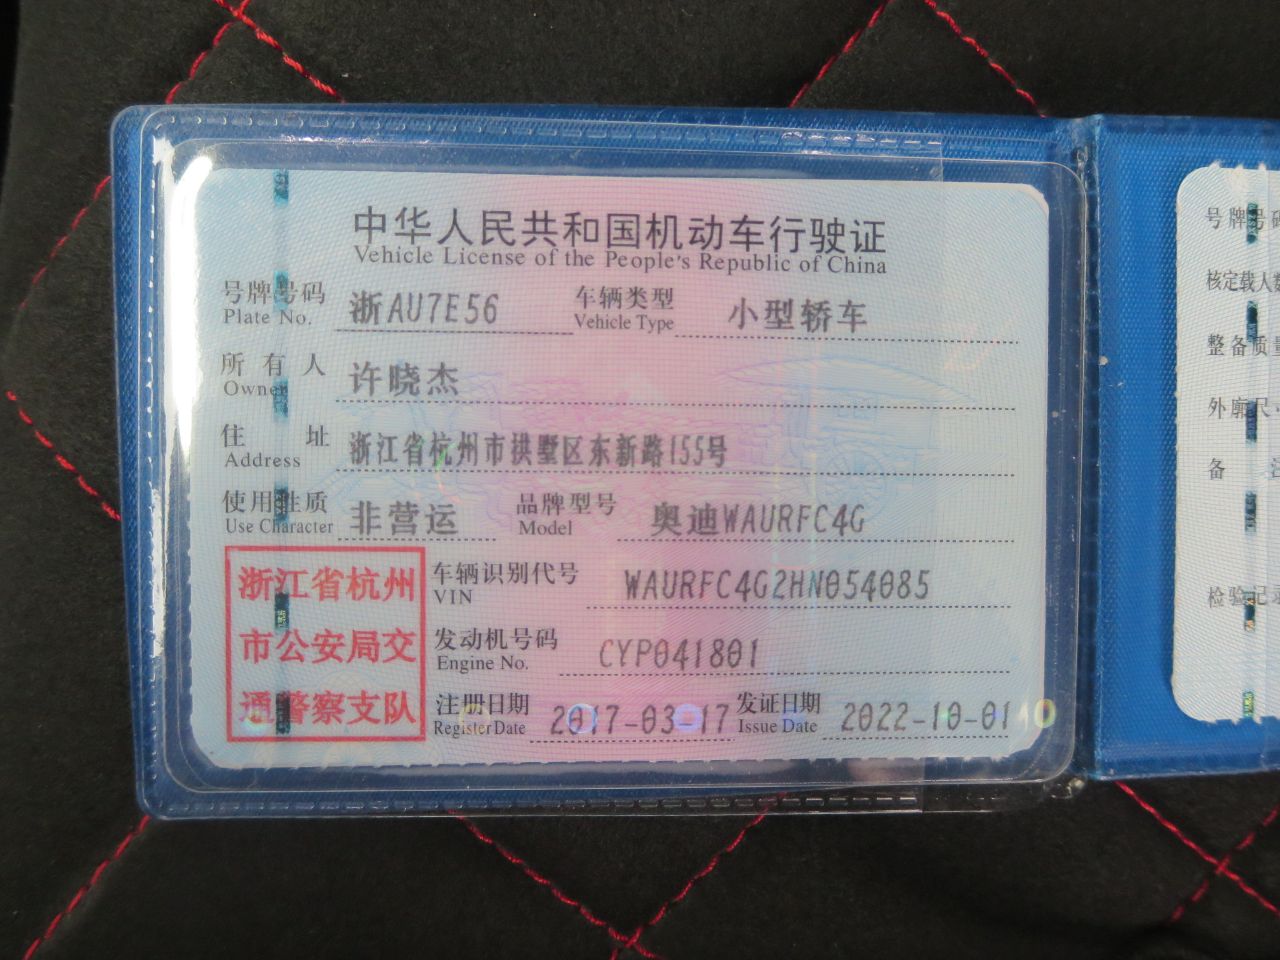 中华人民共和国机动车行驶证
Vehicle License of the People's Republic of China
号牌号码 浙AU7E56 车辆类型 小型轿车
Plate No. Vehicle Type
所有人 许晓杰
Owner
住址 浙江省杭州市拱墅区东新路155号
Address
使用性质 非营运 品牌型号 奥迪WAURFC4G
Use Character Model
浙江省杭州
市公安局交
通警察支队
车辆识别代号 WAURFC4G2HN054085
VIN
发动机号码 CYP041801
Engine No.
注册日期 2017-03-17 发证日期 2022-10-01
Register Date Issue Date
号牌号码
核定载人数
整备质量
外廓尺
备
检验记录